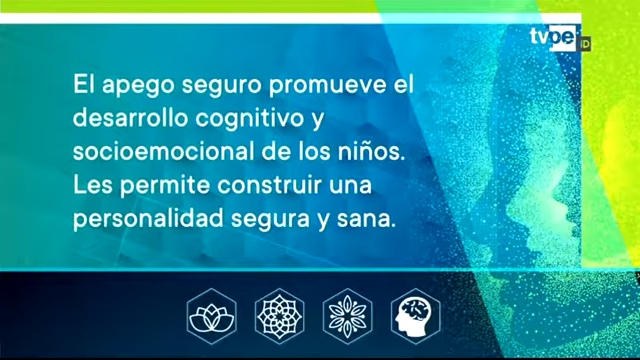 tvpe
ID
El apego seguro promueve el
desarrollo cognitivo y
socioemocional de los niños.
Les permite construir una
personalidad segura y sana.